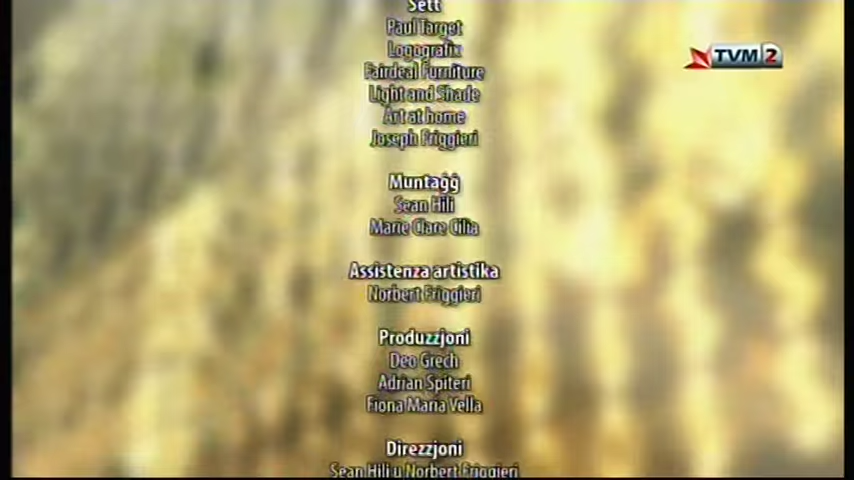 Sett
Paul Target
Logografix
TVM 2
Fairdeal Furniture
Light and Shade
Art at home
Joseph Friggieri
Muntaġġ
Sean Hili
Marie Clare Cilia
Assistenza artistika
Norbert Friggieri
Produzzjoni
Deo Grech
Adrian Spiteri
Fiona Maria Vella
Direzzjoni
Sean Hili u Norbert Friggieri